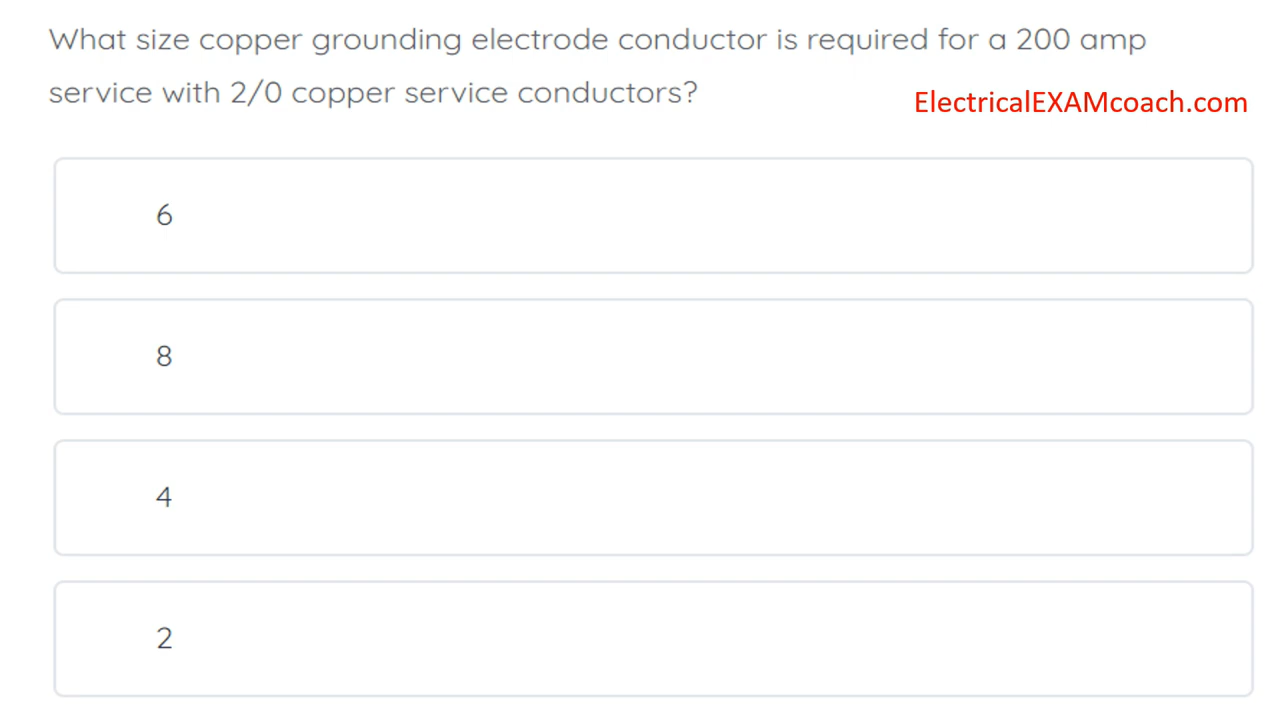 What size copper grounding electrode conductor is required for a 200 amp
service with 2/0 copper service conductors?
ElectricalEXAMcoach.com
6
8
4
2